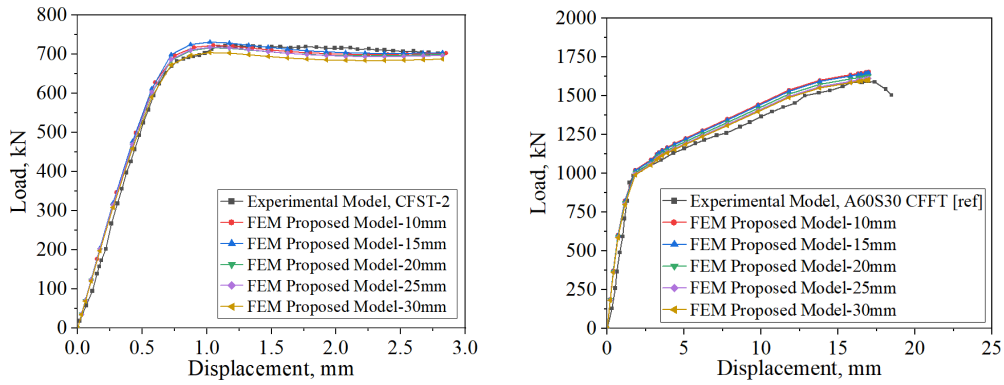 800
700
600
500
400
300
200
100
0
Load, kN
0.0 0.5 1.0 1.5 2.0 2.5 3.0
Displacement, mm
Experimental Model, CFST-2
FEM Proposed Model-10mm
FEM Proposed Model-15mm
FEM Proposed Model-20mm
FEM Proposed Model-25mm
FEM Proposed Model-30mm
2000
1750
1500
1250
1000
750
500
250
0
Load, kN
0 5 10 15 20 25
Displacement, mm
Experimental Model, A60S30 CFFT [ref]
FEM Proposed Model-10mm
FEM Proposed Model-15mm
FEM Proposed Model-20mm
FEM Proposed Model-25mm
FEM Proposed Model-30mm